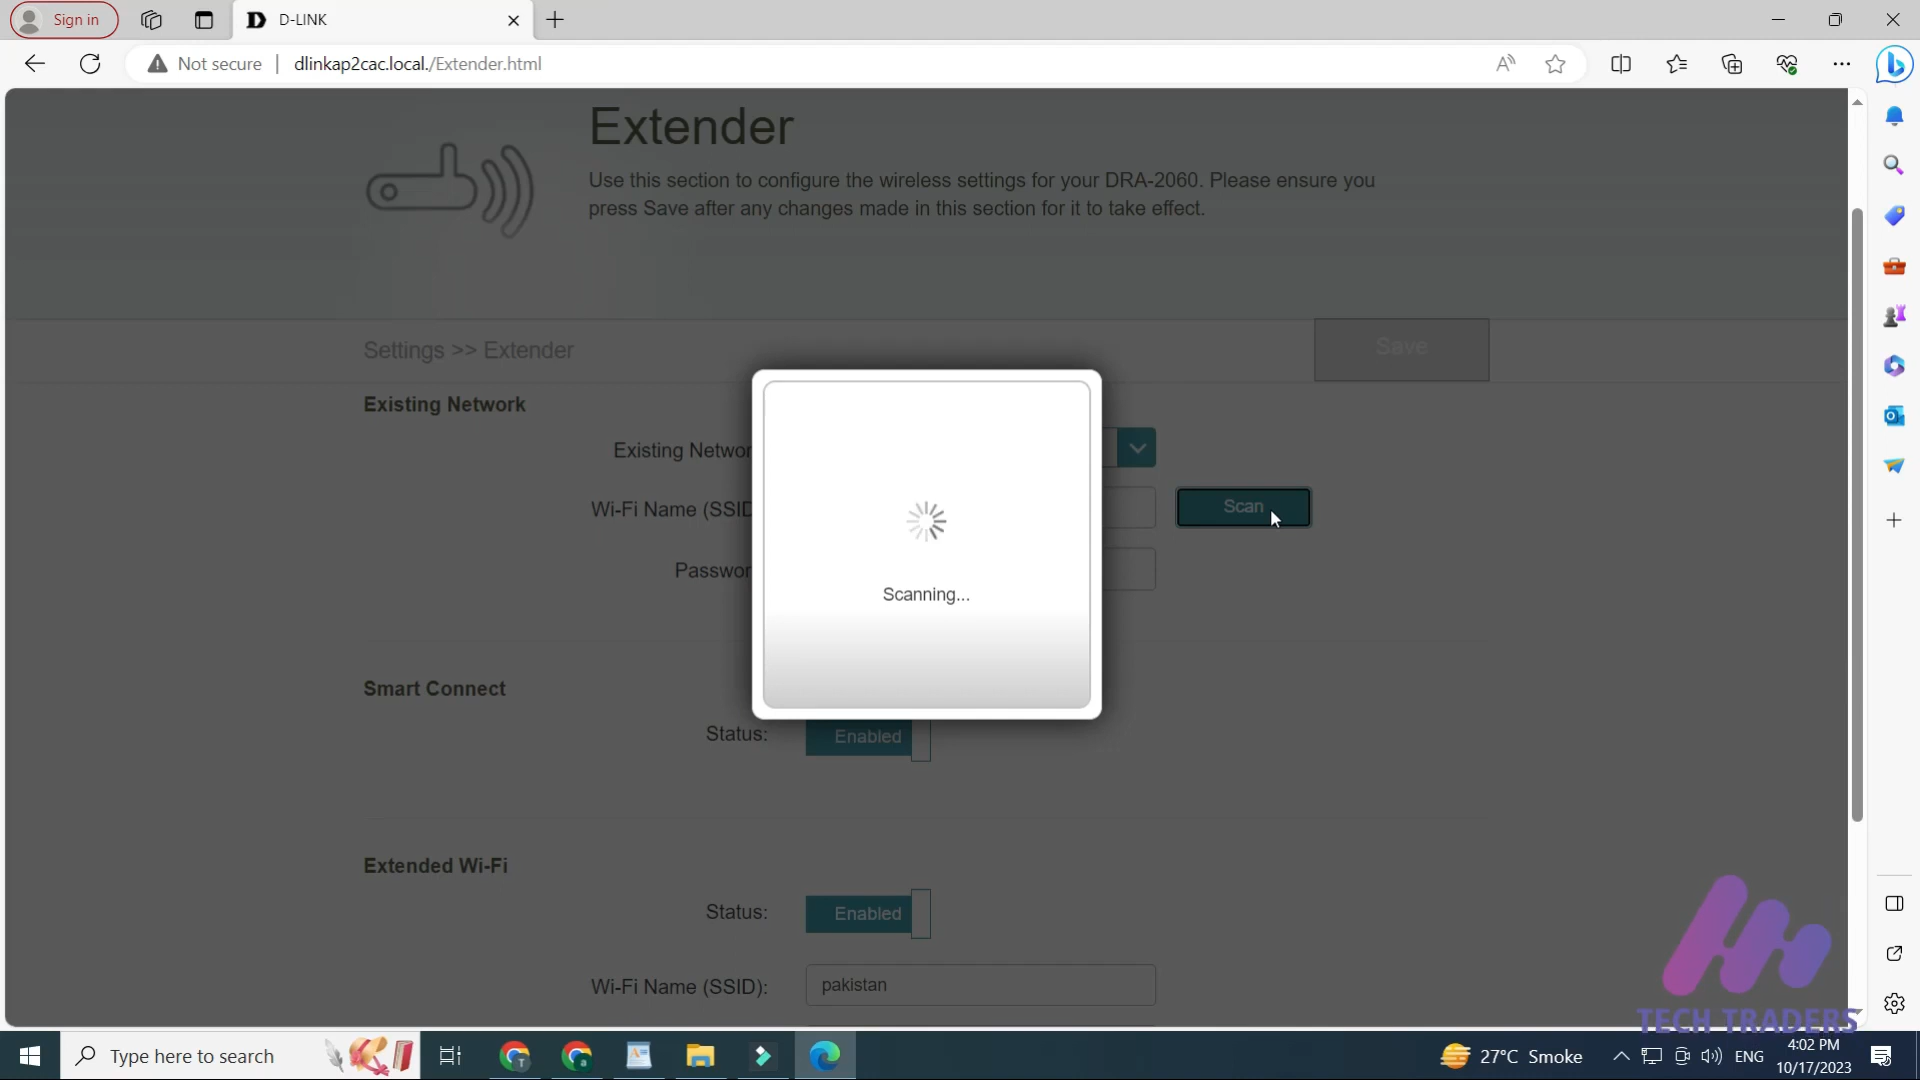 Sign in
D-LINK
Not secure
dlinkap2cac.local./Extender.html
Extender
Use this section to configure the wireless settings for your DRA-2060. Please ensure you
press Save after any changes made in this section for it to take effect.
Settings >> Extender
Save
Existing Network
Existing Networ
Wi-Fi Name (SSID
Scan
Passwor
Scanning...
Smart Connect
Status:
Enabled
Extended Wi-Fi
Status:
Enabled
Wi-Fi Name (SSID):
pakistan
TECH TRADERS
Type here to search
27°C Smoke
ENG
4:02 PM
10/17/2023